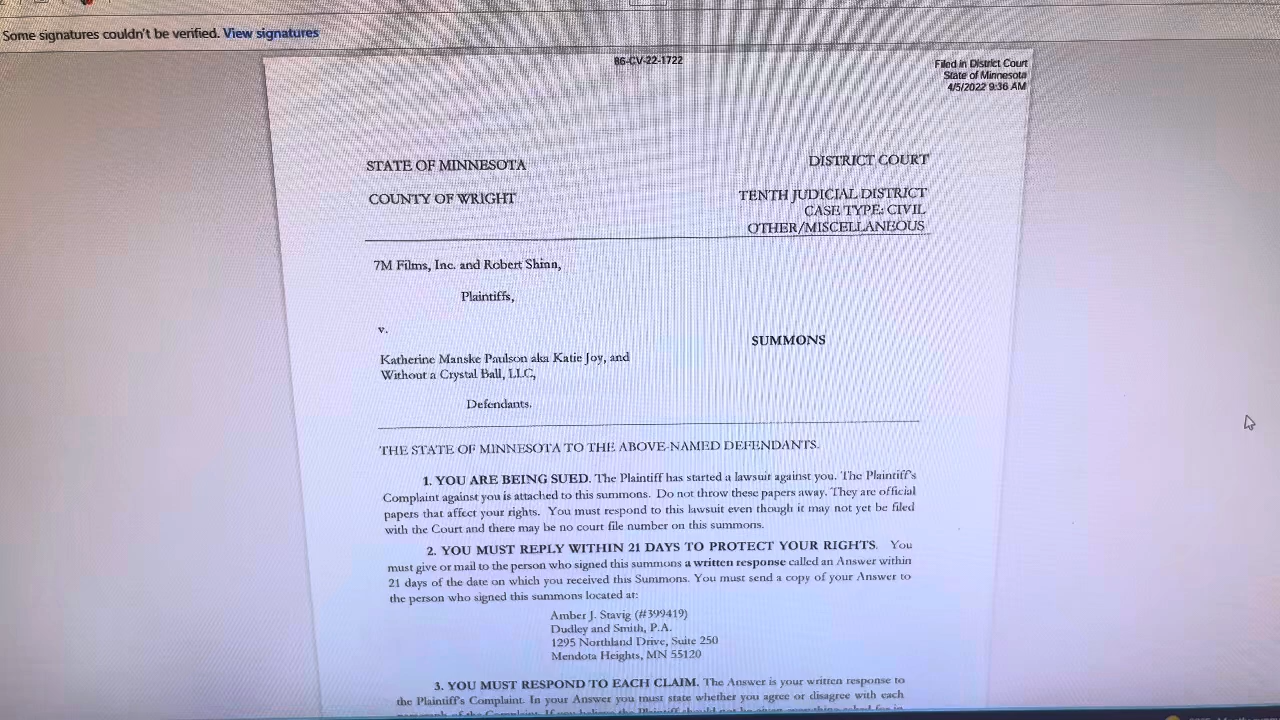 Some signatures couldn't be verified. View signatures
86-CV-22-1722
Filed in District Court
State of Minnesota
4/5/2022 9:36 AM
STATE OF MINNESOTA
DISTRICT COURT
COUNTY OF WRIGHT
TENTH JUDICIAL DISTRICT
CASE TYPE: CIVIL
OTHER/MISCELLANEOUS
7M Films, Inc. and Robert Shinn,
Plaintiffs,
v.
SUMMONS
Katherine Manske Paulson aka Katie Joy, and
Without a Crystal Ball, LLC,
Defendants.
THE STATE OF MINNESOTA TO THE ABOVE-NAMED DEFENDANTS.
1. YOU ARE BEING SUED. The Plaintiff has started a lawsuit against you. The Plaintiff's
Complaint against you is attached to this summons. Do not throw these papers away. They are official
papers that affect your rights. You must respond to this lawsuit even though it may not yet be filed
with the Court and there may be no court file number on this summons.
2. YOU MUST REPLY WITHIN 21 DAYS TO PROTECT YOUR RIGHTS. You
must give or mail to the person who signed this summons a written response called an Answer within
21 days of the date on which you received this Summons. You must send a copy of your Answer to
the person who signed this summons located at:
Amber J. Stavig (#399419)
Dudley and Smith, P.A.
1295 Northland Drive, Suite 250
Mendota Heights, MN 55120
3. YOU MUST RESPOND TO EACH CLAIM. The Answer is your written response to
the Plaintiff's Complaint. In your Answer you must state whether you agree or disagree with each